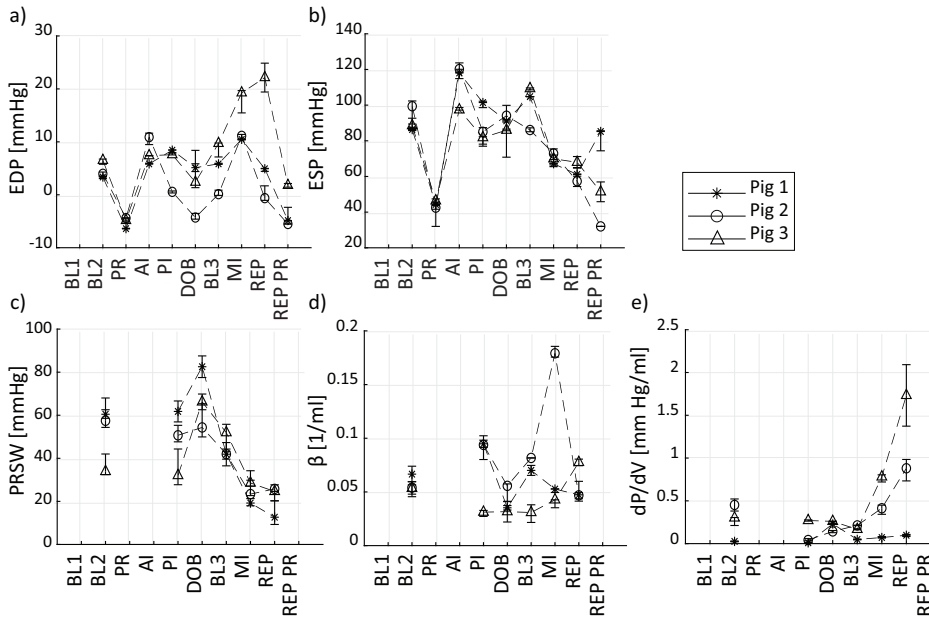 a)
EDP [mmHg]
30
20
10
0
-10
BL1
BL2
PR
AI
PI
DOB
BL3
MI
REP
REP PR
b)
ESP [mmHg]
140
120
100
80
60
40
20
BL1
BL2
PR
AI
PI
DOB
BL3
MI
REP
REP PR
Pig 1
Pig 2
Pig 3
c)
PRSW [mmHg]
100
80
60
40
20
0
BL1
BL2
PR
AI
PI
DOB
BL3
MI
REP
REP PR
d)
β [1/ml]
0.2
0.15
0.1
0.05
0
BL1
BL2
PR
AI
PI
DOB
BL3
MI
REP
REP PR
e)
dP/dV [mm Hg/ml]
2.5
2
1.5
1
0.5
0
BL1
BL2
PR
AI
PI
DOB
BL3
MI
REP
REP PR